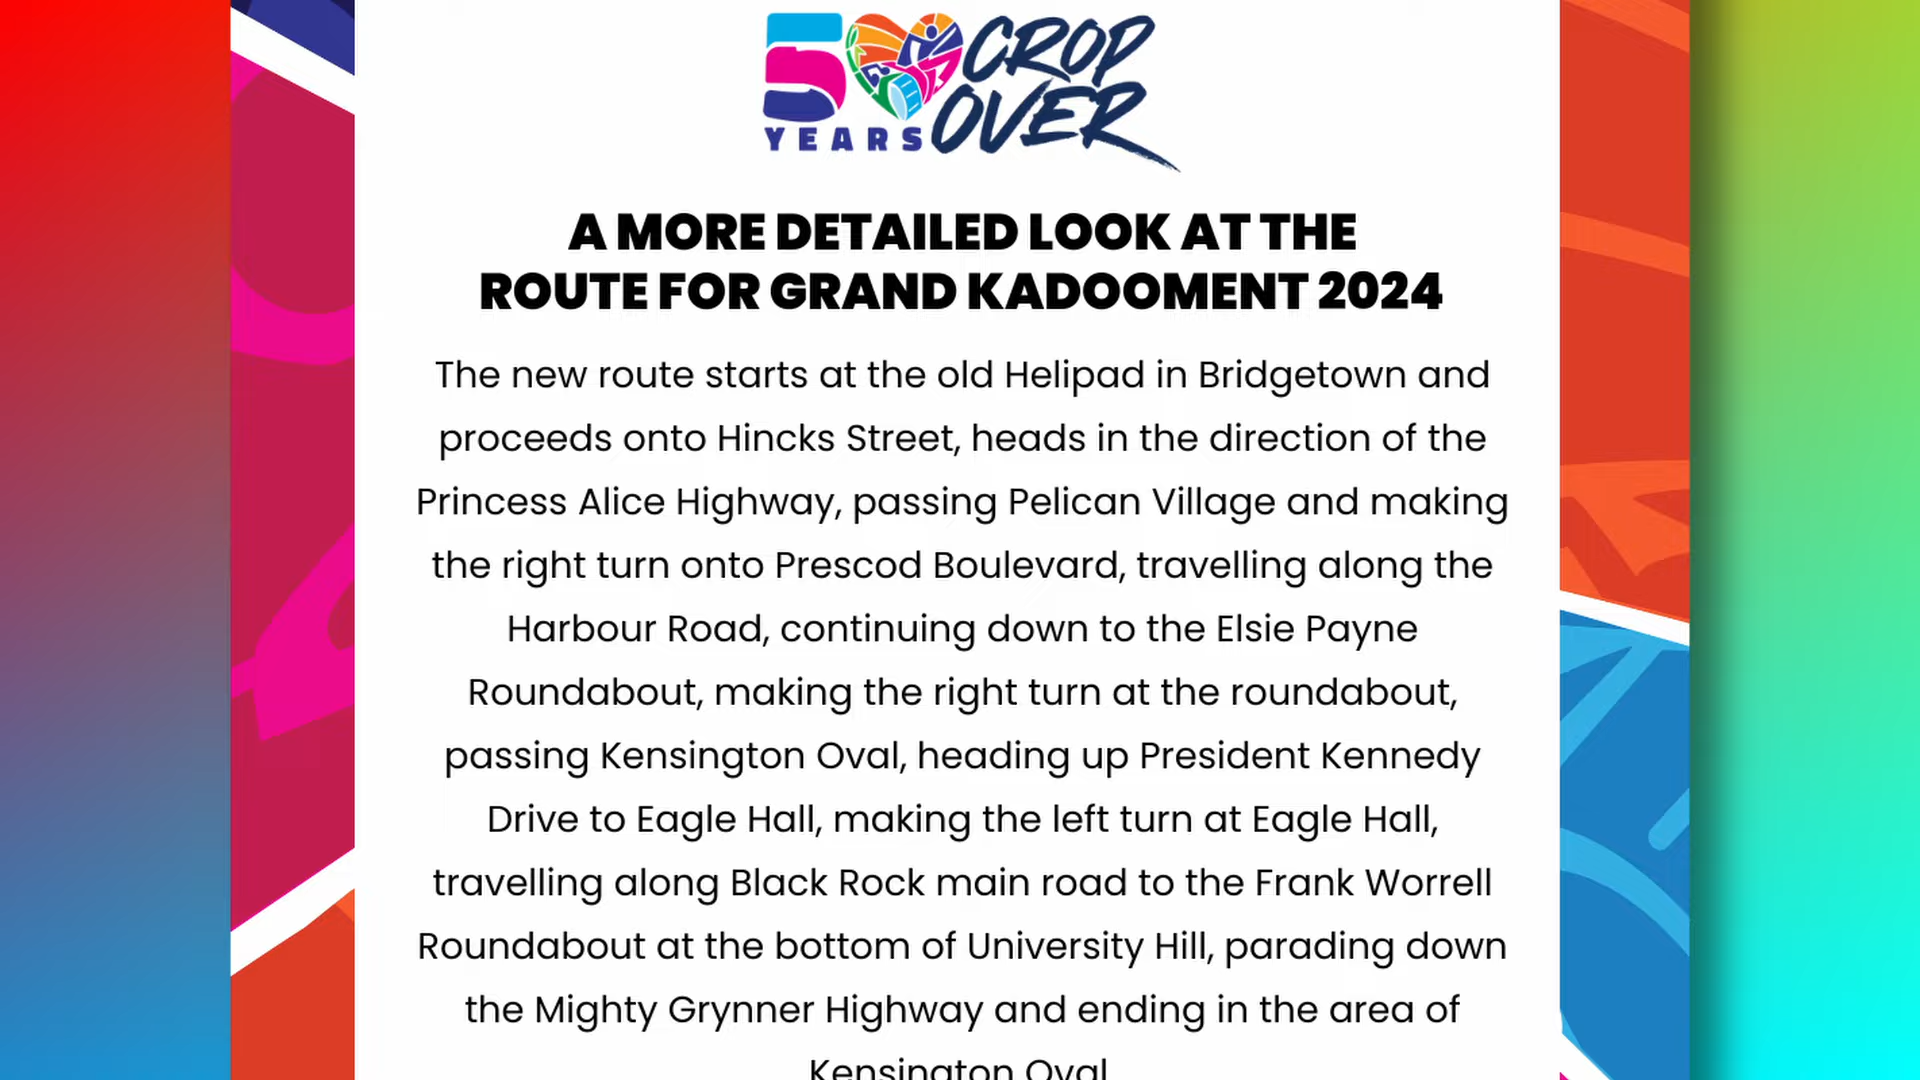 50 CROP
YEARS OVER
A MORE DETAILED LOOK AT THE
ROUTE FOR GRAND KADOOMENT 2024
The new route starts at the old Helipad in Bridgetown and
proceeds onto Hincks Street, heads in the direction of the
Princess Alice Highway, passing Pelican Village and making
the right turn onto Prescod Boulevard, travelling along the
Harbour Road, continuing down to the Elsie Payne
Roundabout, making the right turn at the roundabout,
passing Kensington Oval, heading up President Kennedy
Drive to Eagle Hall, making the left turn at Eagle Hall,
travelling along Black Rock main road to the Frank Worrell
Roundabout at the bottom of University Hill, parading down
the Mighty Grynner Highway and ending in the area of
Kensington Oval